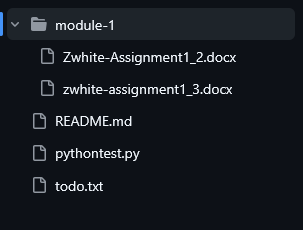 module-1
Zwhite-Assignment1_2.docx
zwhite-assignment1_3.docx
README.md
pythontest.py
todo.txt